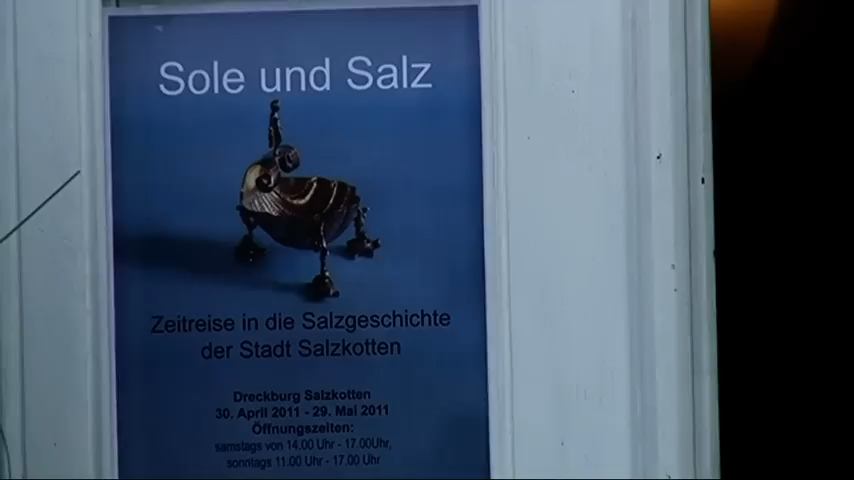 Sole und Salz
Zeitreise in die Salzgeschichte
der Stadt Salzkotten
Dreckburg Salzkotten
30. April 2011 - 29. Mai 2011
Öffnungszeiten:
samstags von 14.00 Uhr - 17.00Uhr,
sonntags 11.00 Uhr - 17.00 Uhr